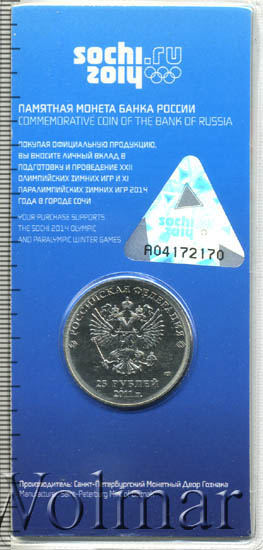 sochi.ru
2014
ПАМЯТНАЯ МОНЕТА БАНКА РОССИИ
COMMEMORATIVE COIN OF THE BANK OF RUSSIA
ПОКУПАЯ ОФИЦИАЛЬНУЮ ПРОДУКЦИЮ,
ВЫ ВНОСИТЕ ЛИЧНЫЙ ВКЛАД В
ПОДГОТОВКУ И ПРОВЕДЕНИЕ XXII
ОЛИМПИЙСКИХ ЗИМНИХ ИГР И XI
ПАРАЛИМПИЙСКИХ ЗИМНИХ ИГР 2014
ГОДА В ГОРОДЕ СОЧИ
YOUR PURCHASE SUPPORTS
THE SOCHI 2014 OLYMPIC
AND PARALYMPIC WINTER GAMES
sochi
2014
A04172170
РОССИЙСКАЯ ФЕДЕРАЦИЯ
25 РУБЛЕЙ
2011 г.
Производитель: Санкт-Петербургский Монетный Двор Гознака
Manufacturer: Saint-Peterburg Mint of Goznak
Wolmar